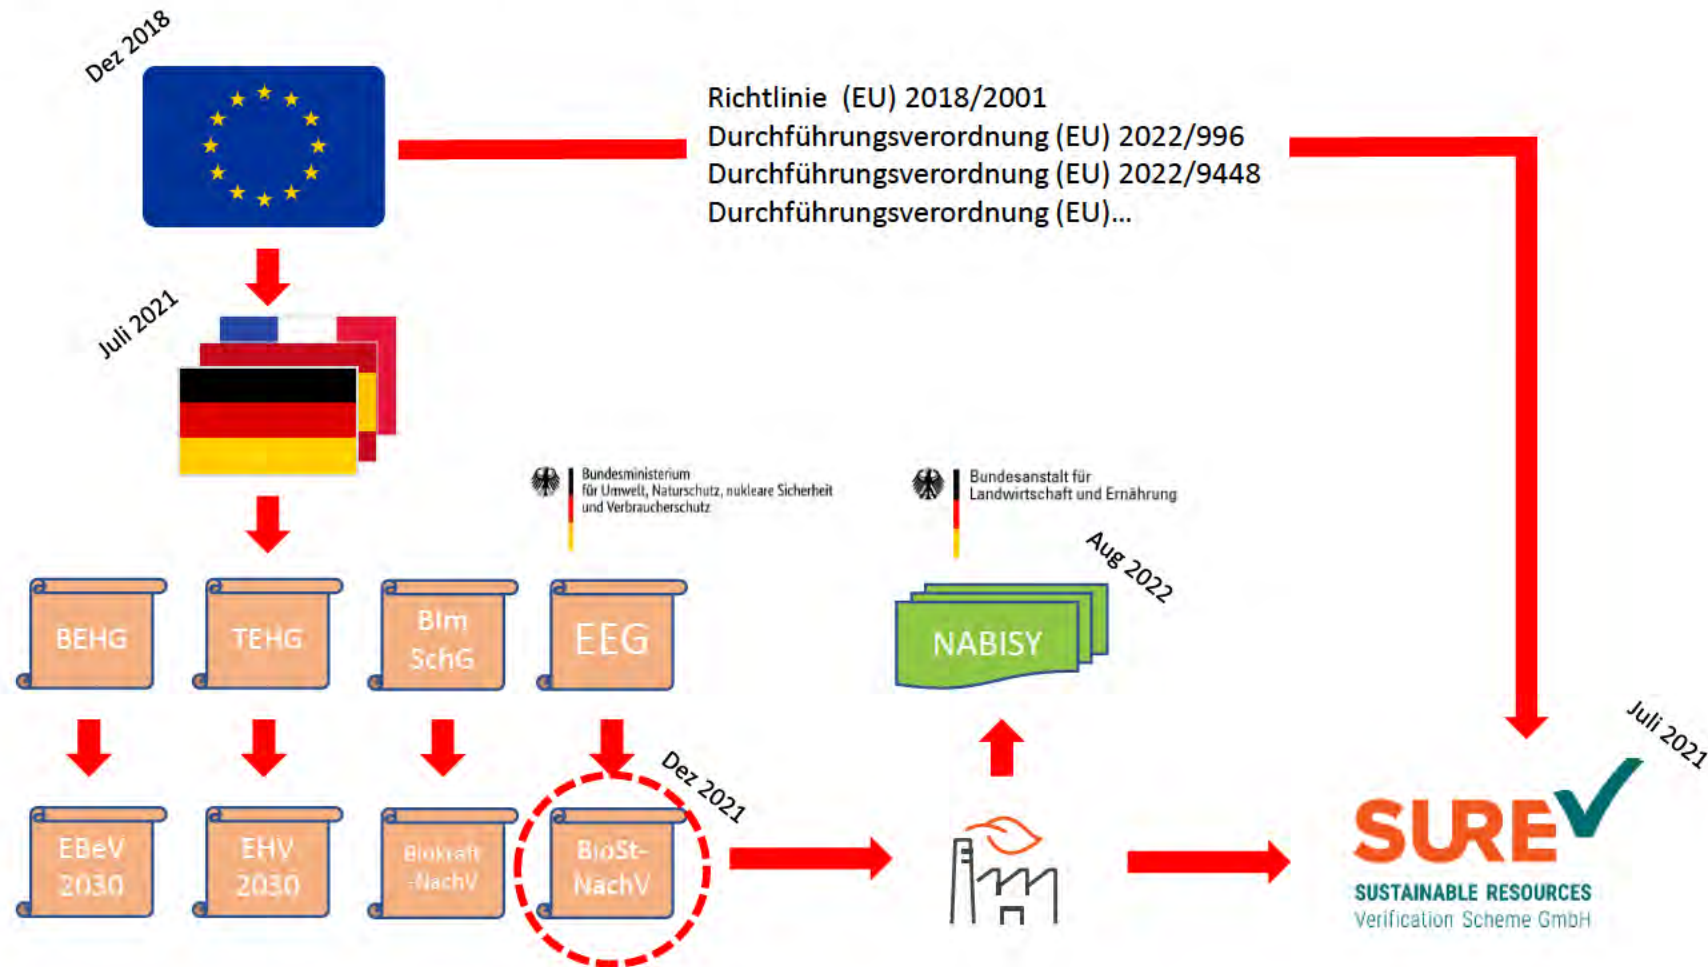 Dez 2018
Richtlinie (EU) 2018/2001
Durchführungsverordnung (EU) 2022/996
Durchführungsverordnung (EU) 2022/9448
Durchführungsverordnung (EU)...
Juli 2021
Bundesministerium
für Umwelt, Naturschutz, nukleare Sicherheit
und Verbraucherschutz
Bundesanstalt für
Landwirtschaft und Ernährung
Aug 2022
BEHG
TEHG
BIm
SchG
EEG
NABISY
Dez 2021
Juli 2021
EBeV
2030
EHV
2030
Biokraft
-NachV
BioSt-
NachV
SURE
SUSTAINABLE RESOURCES
Verification Scheme GmbH